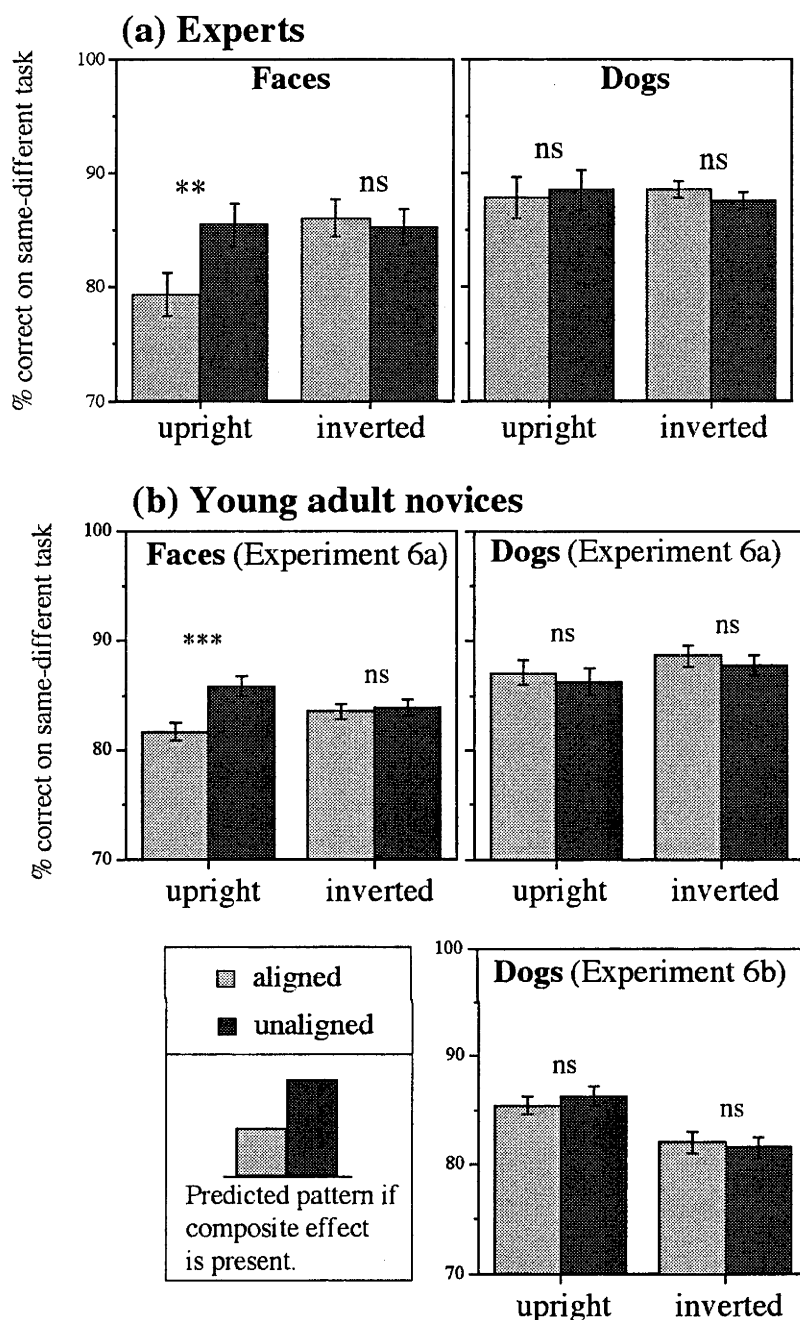 (a) Experts
% correct on same-different task
Faces
Dogs
100
90
80
70
**
ns
ns
ns
upright
inverted
upright
inverted
(b) Young adult novices
% correct on same-different task
Faces (Experiment 6a)
Dogs (Experiment 6a)
100
90
80
70
***
ns
ns
ns
upright
inverted
upright
inverted
aligned
unaligned
Predicted pattern if
composite effect
is present.
Dogs (Experiment 6b)
100
90
80
70
ns
ns
upright
inverted